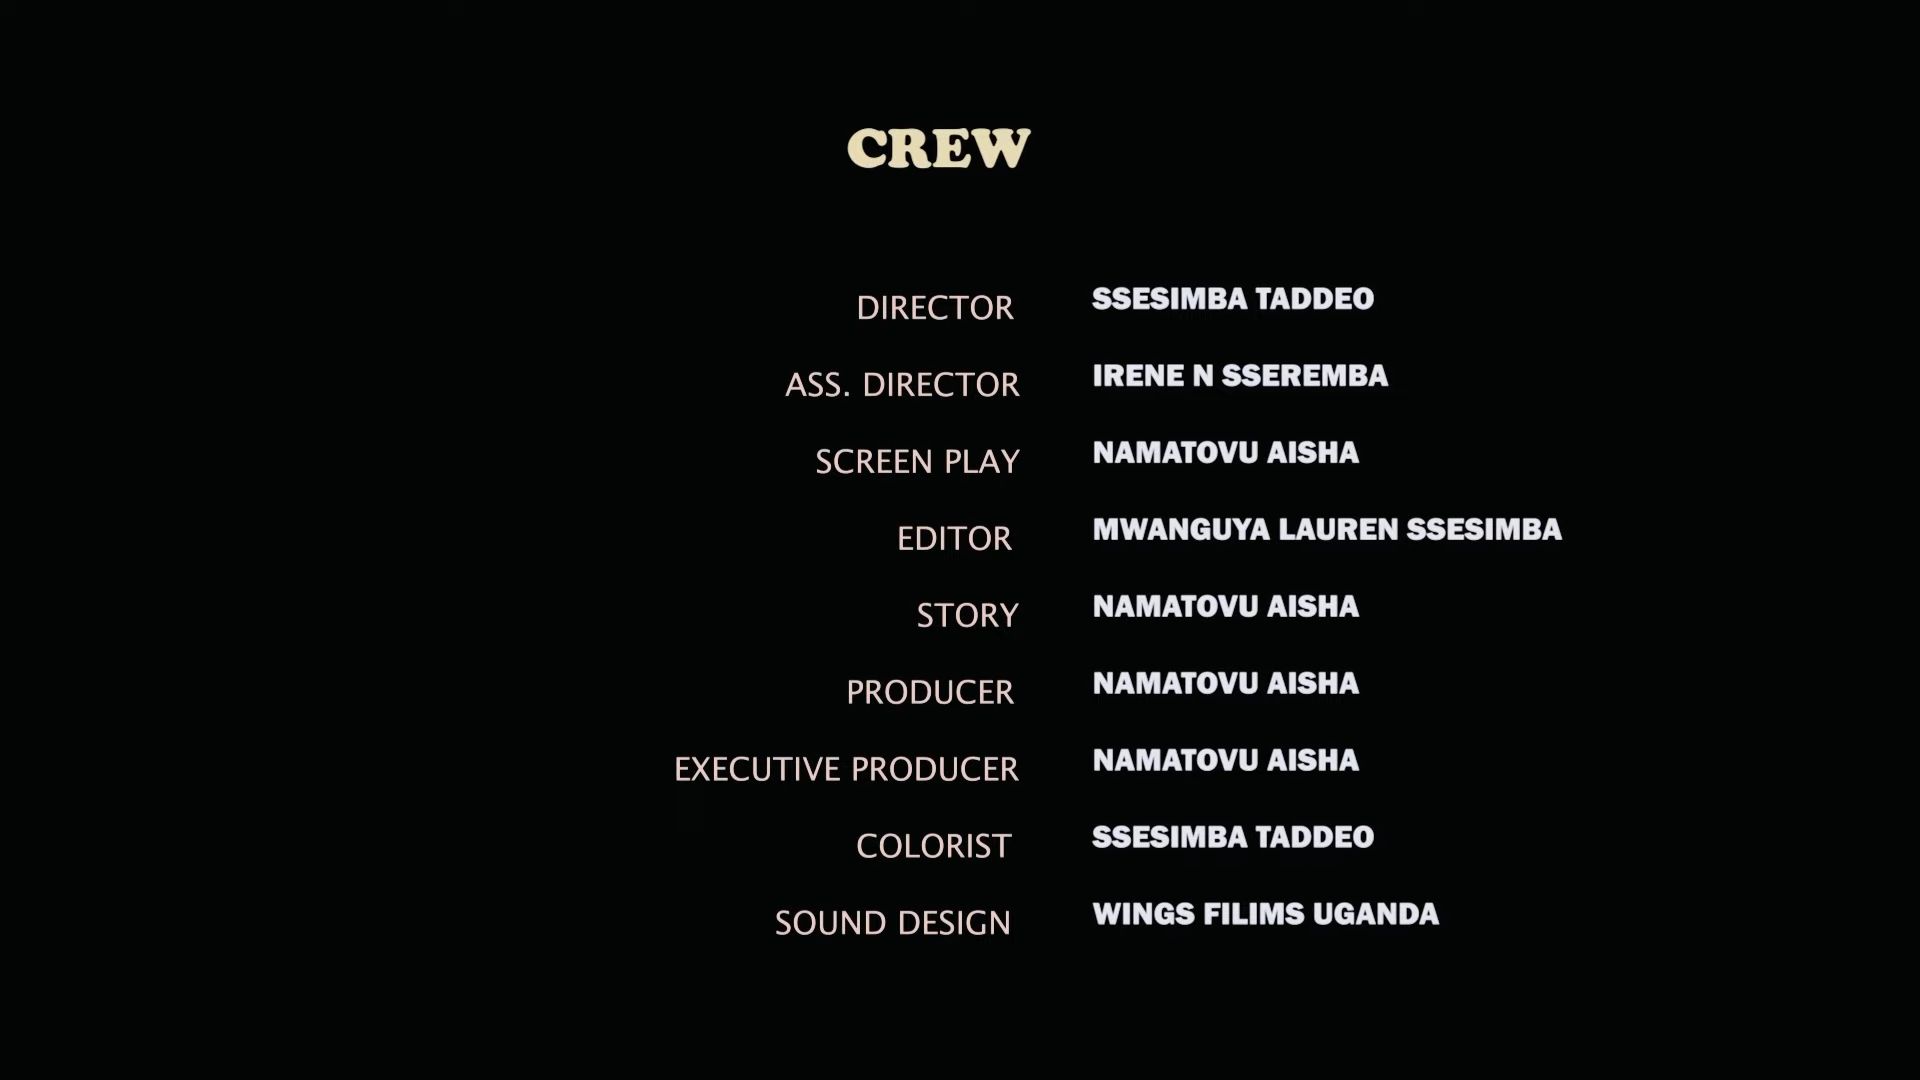 CREW
DIRECTOR SSESIMBA TADDEO
ASS. DIRECTOR IRENE N SSEREMBA
SCREEN PLAY NAMATOVU AISHA
EDITOR MWANGUYA LAUREN SSESIMBA
STORY NAMATOVU AISHA
PRODUCER NAMATOVU AISHA
EXECUTIVE PRODUCER NAMATOVU AISHA
COLORIST SSESIMBA TADDEO
SOUND DESIGN WINGS FILIMS UGANDA